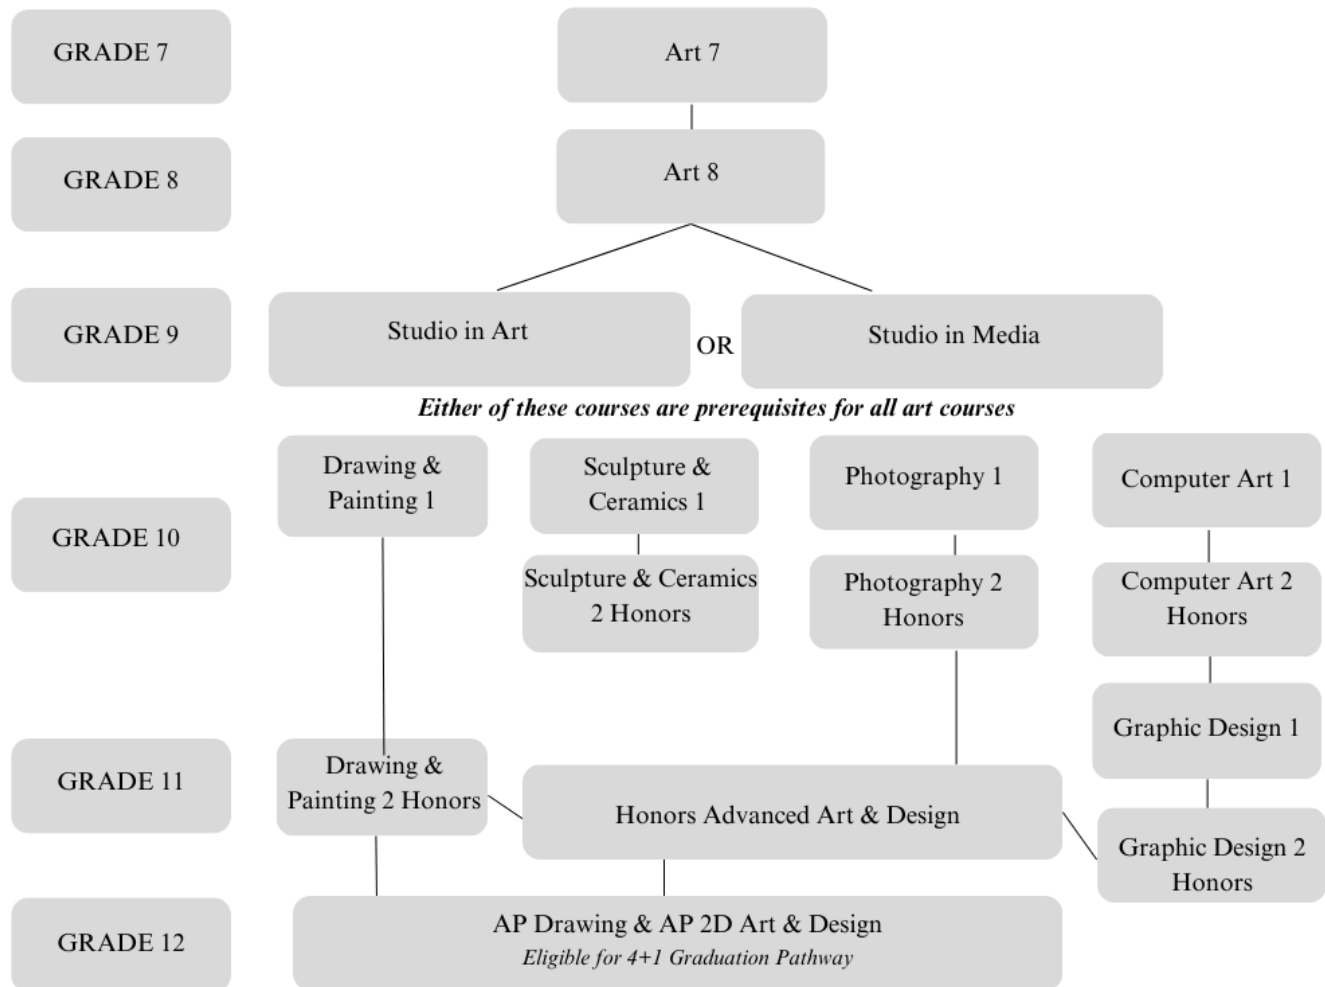 GRADE 7
Art 7
GRADE 8
Art 8
GRADE 9
Studio in Art
OR
Studio in Media
Either of these courses are prerequisites for all art courses
GRADE 10
Drawing &
Painting 1
Sculpture &
Ceramics 1
Photography 1
Computer Art 1
Sculpture & Ceramics
2 Honors
Photography 2
Honors
Computer Art 2
Honors
Graphic Design 1
GRADE 11
Drawing &
Painting 2 Honors
Honors Advanced Art & Design
Graphic Design 2
Honors
GRADE 12
AP Drawing & AP 2D Art & Design
Eligible for 4+1 Graduation Pathway